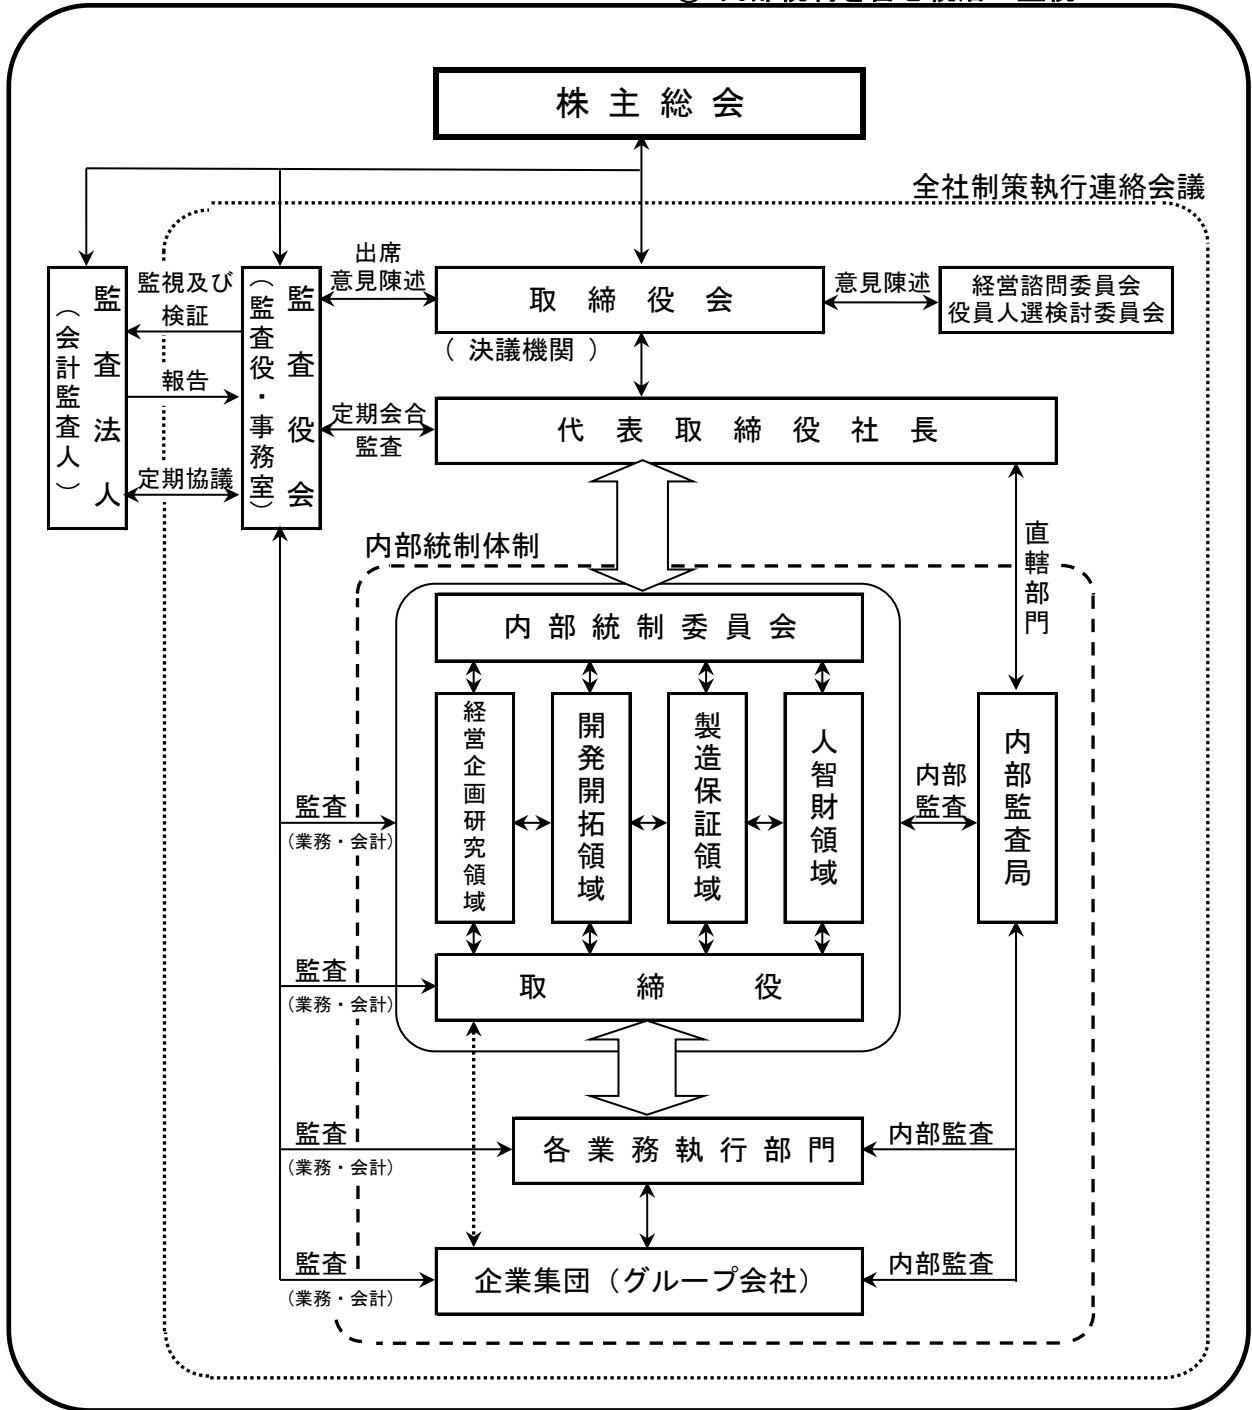 株主総会
全社制策執行連絡会議
監査法人
（会計監査人）
監視及び
検証
報告
定期協議
監査役会
（監査役・事務室）
出席
意見陳述
定期会合
監査
取締役会
（決議機関）
意見陳述
経営諮問委員会
役員人選検討委員会
代表取締役社長
直轄部門
内部統制体制
内部統制委員会
経営企画研究領域
開発開拓領域
製造保証領域
人智財領域
内部
監査
内部監査局
監査
（業務・会計）
監査
（業務・会計）
取締役
監査
（業務・会計）
各業務執行部門
内部監査
監査
（業務・会計）
企業集団（グループ会社）
内部監査